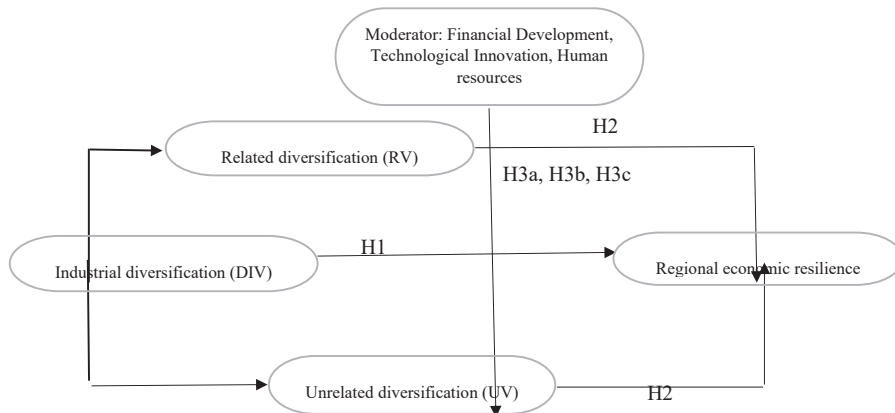 Moderator: Financial Development,
Technological Innovation, Human
resources
H2
Related diversification (RV)
H3a, H3b, H3c
H1
Industrial diversification (DIV)
Regional economic resilience
Unrelated diversification (UV)
H2